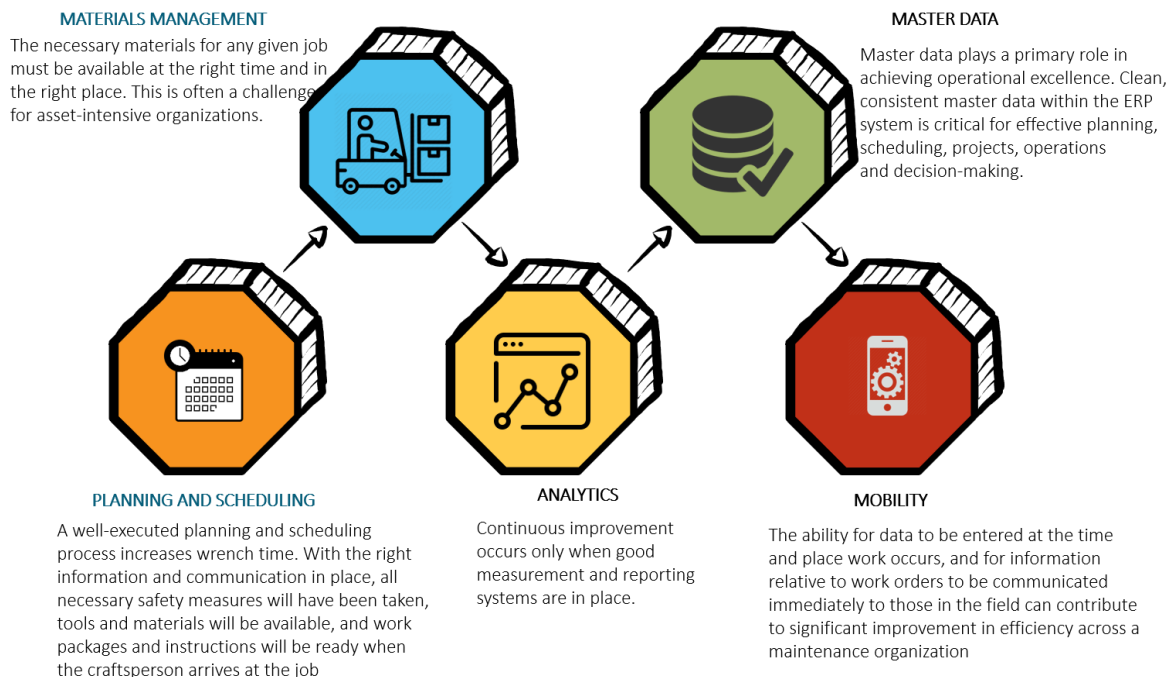 MATERIALS MANAGEMENT
The necessary materials for any given job
must be available at the right time and in
the right place. This is often a challenge
for asset-intensive organizations.
MASTER DATA
Master data plays a primary role in
achieving operational excellence. Clean,
consistent master data within the ERP
system is critical for effective planning,
scheduling, projects, operations
and decision-making.
PLANNING AND SCHEDULING
A well-executed planning and scheduling
process increases wrench time. With the right
information and communication in place, all
necessary safety measures will have been taken,
tools and materials will be available, and work
packages and instructions will be ready when
the craftsperson arrives at the job
ANALYTICS
Continuous improvement
occurs only when good
measurement and reporting
systems are in place.
MOBILITY
The ability for data to be entered at the time
and place work occurs, and for information
relative to work orders to be communicated
immediately to those in the field can contribute
to significant improvement in efficiency across a
maintenance organization